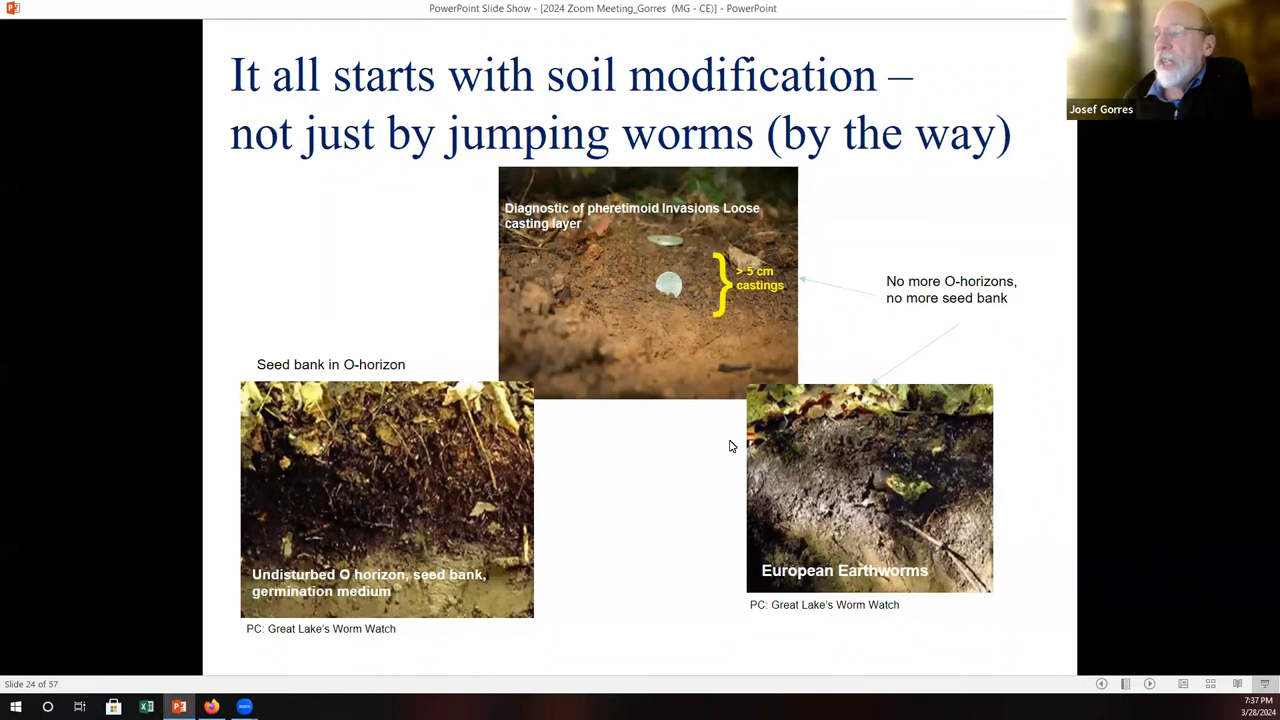 PowerPoint Slide Show - [2024 Zoom Meeting_Gorres (MG - CE)] - PowerPoint
Josef Gorres
It all starts with soil modification –
not just by jumping worms (by the way)
Diagnostic of pheretimoid Invasions Loose
casting layer
> 5 cm
castings
No more O-horizons,
no more seed bank
Seed bank in O-horizon
Undisturbed O horizon, seed bank,
germination medium
PC: Great Lake's Worm Watch
European Earthworms
PC: Great Lake's Worm Watch
Slide 24 of 57
zoom
7:37 PM
3/28/2024